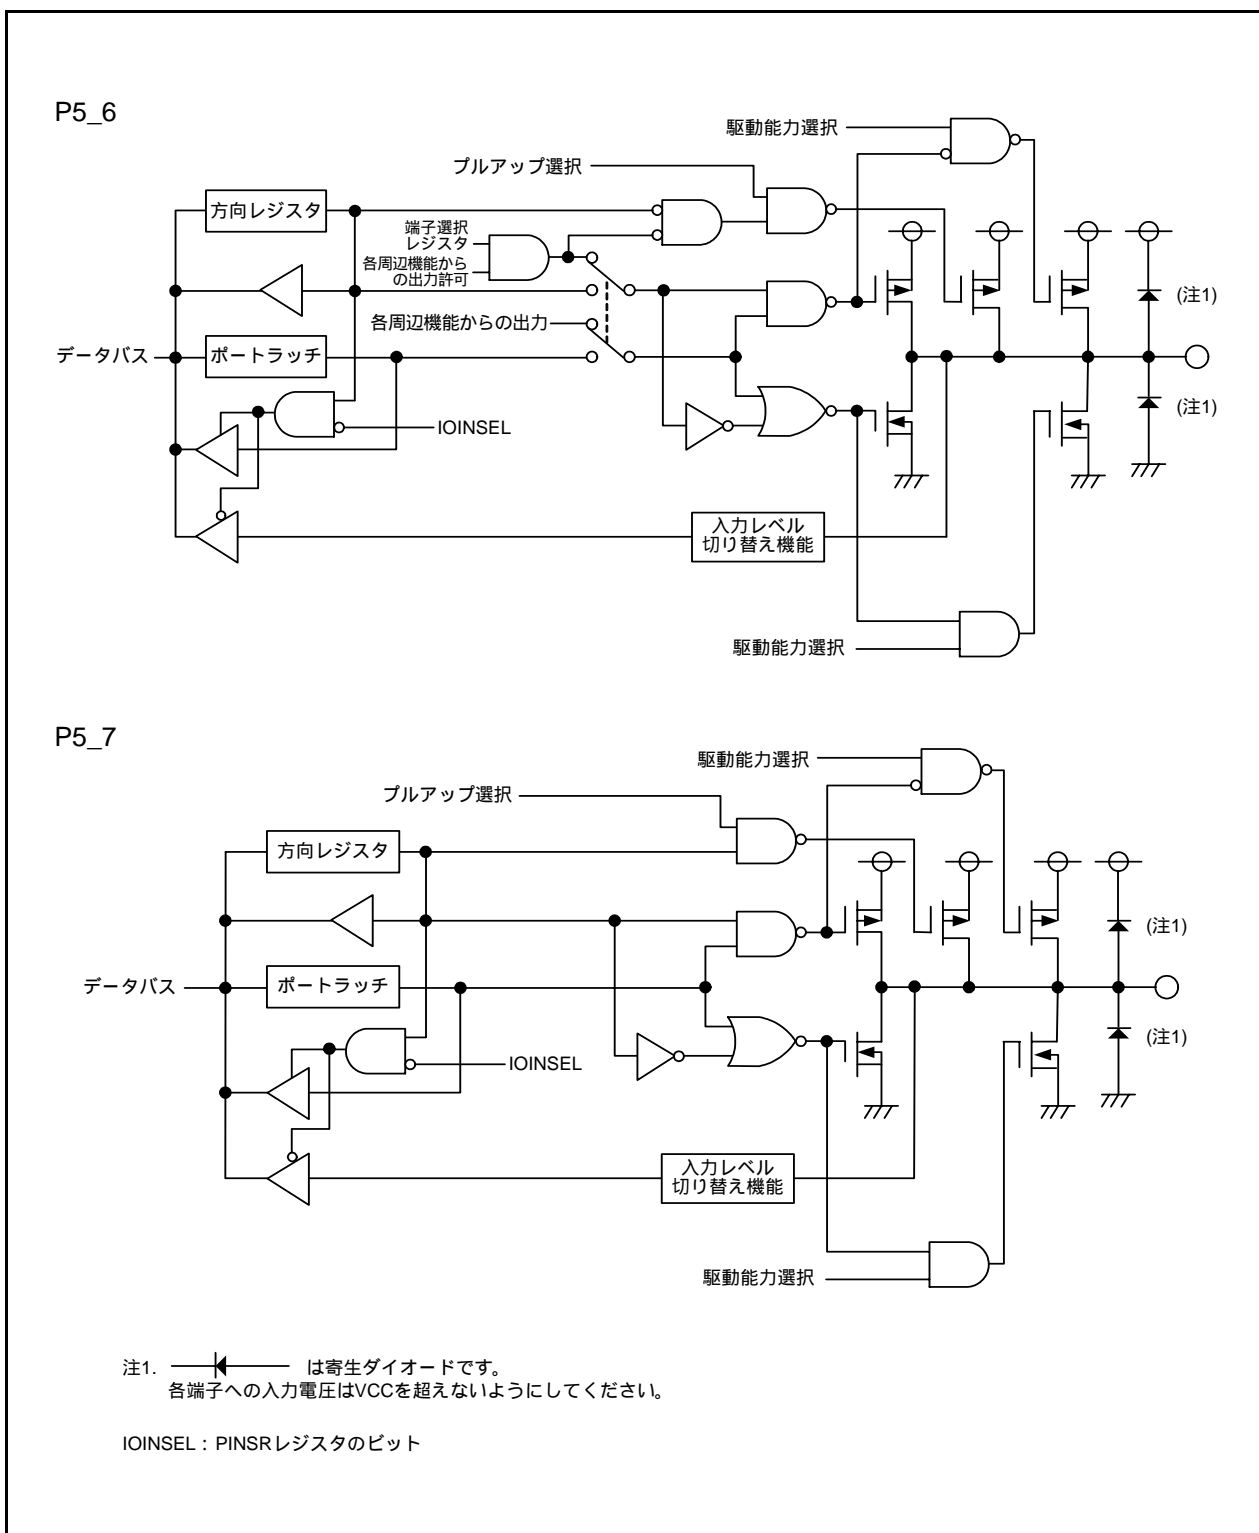 P5_6
駆動能力選択
プルアップ選択
方向レジスタ
端子選択
レジスタ
各周辺機能から
の出力許可
各周辺機能からの出力
データバス
ポートラッチ
IOINSEL
(注1)
(注1)
入力レベル
切り替え機能
駆動能力選択
P5_7
駆動能力選択
プルアップ選択
方向レジスタ
データバス
ポートラッチ
IOINSEL
(注1)
(注1)
入力レベル
切り替え機能
駆動能力選択
注1. は寄生ダイオードです。
各端子への入力電圧はVCCを超えないようにしてください。
IOINSEL：PINSRレジスタのビット